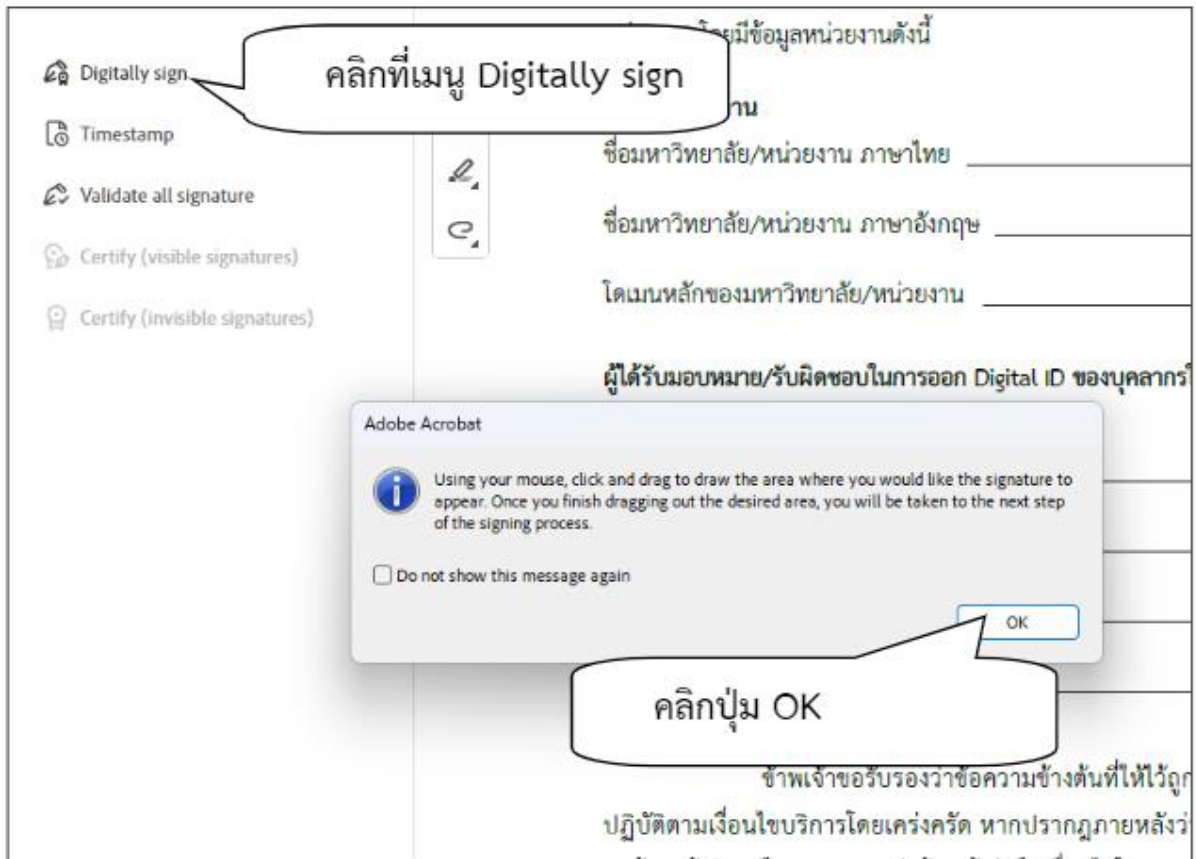 Digitally sign
Timestamp
Validate all signature
Certify (visible signatures)
Certify (invisible signatures)
คลิกที่เมนู Digitally sign
มีข้อมูลหน่วยงานดังนี้
ชื่อมหาวิทยาลัย/หน่วยงาน ภาษาไทย
ชื่อมหาวิทยาลัย/หน่วยงาน ภาษาอังกฤษ
โดเมนหลักของมหาวิทยาลัย/หน่วยงาน
ผู้ได้รับมอบหมาย/รับผิดชอบในการออก Digital ID ของบุคลากร
Adobe Acrobat
Using your mouse, click and drag to draw the area where you would like the signature to
appear. Once you finish dragging out the desired area, you will be taken to the next step
of the signing process.
Do not show this message again
OK
คลิกปุ่ม OK
ข้าพเจ้าขอรับรองว่าข้อความข้างต้นที่ให้ไว้ถูก
ปฏิบัติตามเงื่อนไขบริการโดยเคร่งครัด หากปรากฎภายหลังว่